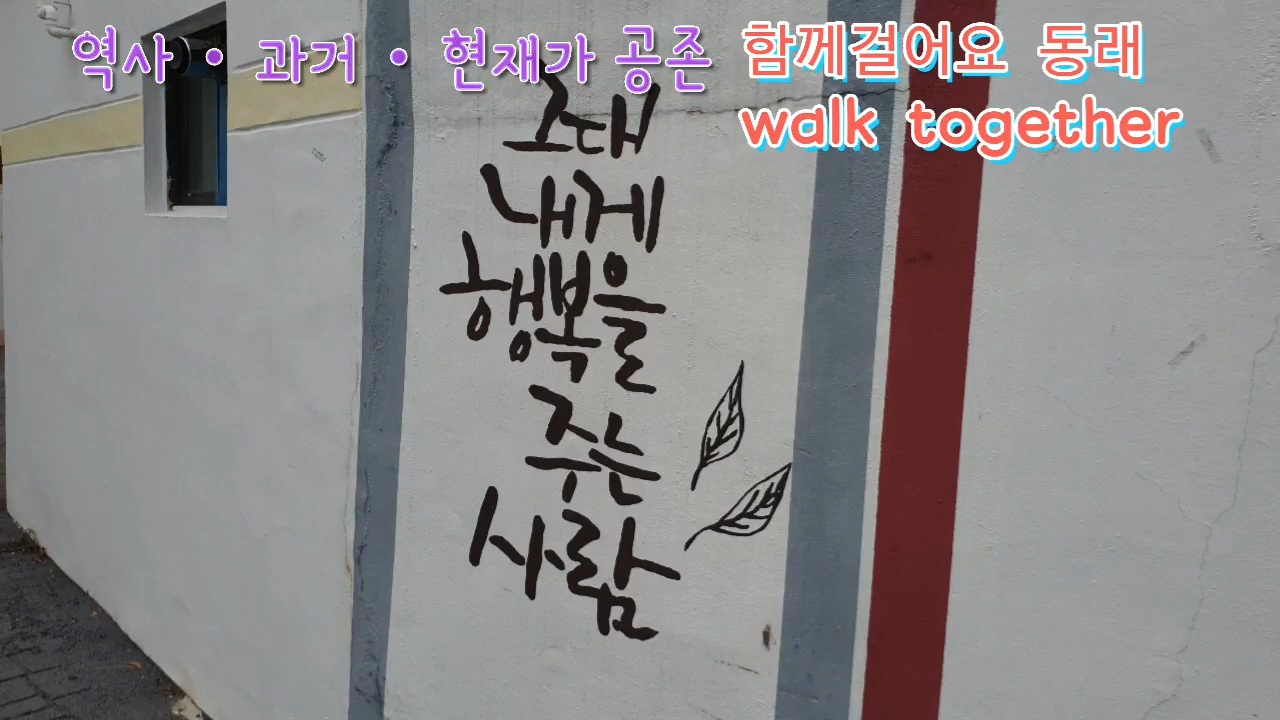 역사 · 과거 · 현재가 공존
함께걸어요 동래
walk together
그대
내게
행복을
주는
사람